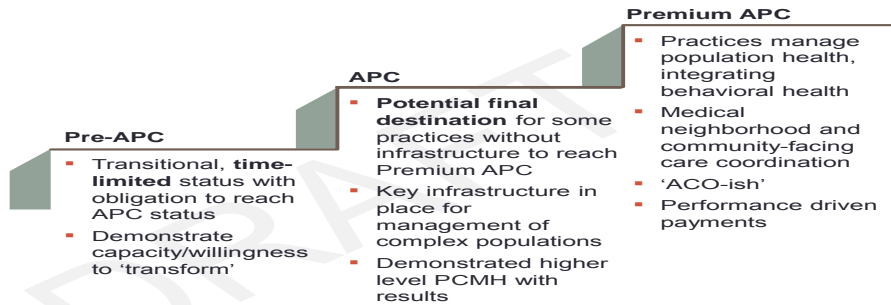 Premium APC
▪ Practices manage
population health,
integrating
behavioral health
▪ Medical
neighborhood and
community-facing
care coordination
▪ ‘ACO-ish’
▪ Performance driven
payments
APC
▪ Potential final
destination for some
practices without
infrastructure to reach
Premium APC
▪ Key infrastructure in
place for
management of
complex populations
▪ Demonstrated higher
level PCMH with
results
Pre-APC
▪ Transitional, time-
limited status with
obligation to reach
APC status
▪ Demonstrate
capacity/willingness
to ‘transform’
DRAFT